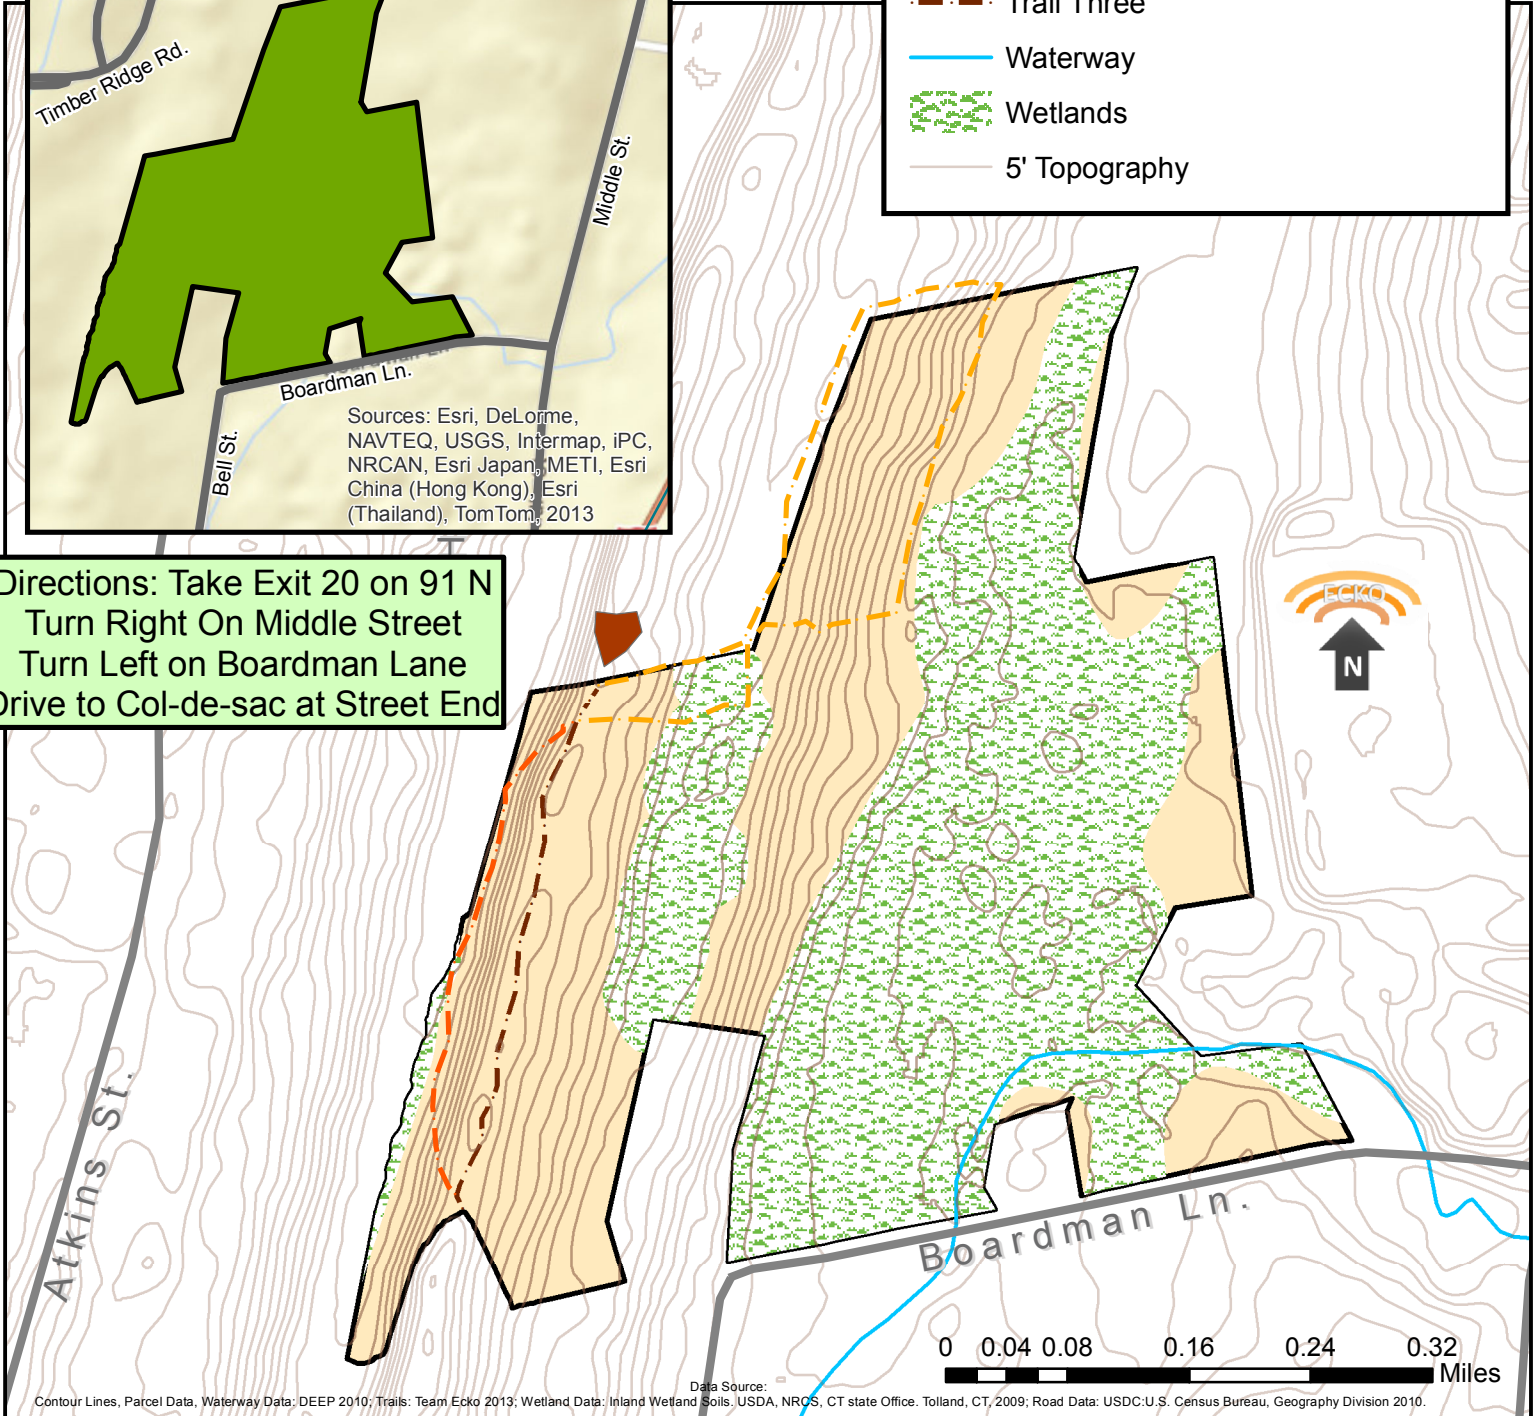 Trail Three
Waterway
Wetlands
5' Topography
Timber Ridge Rd.
Middle St.
Boardman Ln.
Bell St.
Sources: Esri, DeLorme,
NAVTEQ, USGS, Intermap, iPC,
NRCAN, Esri Japan, METI, Esri
China (Hong Kong), Esri
(Thailand), TomTom, 2013
Directions: Take Exit 20 on 91 N
Turn Right On Middle Street
Turn Left on Boardman Lane
Drive to Col-de-sac at Street End
ECKO
N
Atkins St.
Boardman Ln.
0 0.04 0.08 0.16 0.24 0.32
Miles
Data Source:
Contour Lines, Parcel Data, Waterway Data: DEEP 2010; Trails: Team Ecko 2013; Wetland Data: Inland Wetland Soils. USDA, NRCS, CT state Office. Tolland, CT, 2009; Road Data: USDC:U.S. Census Bureau, Geography Division 2010.